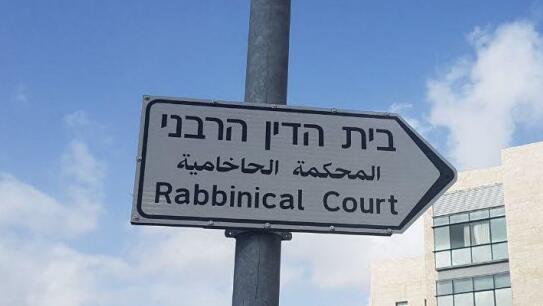 בית הדין הרבני
المحكمة الحاخامية
Rabbinical Court